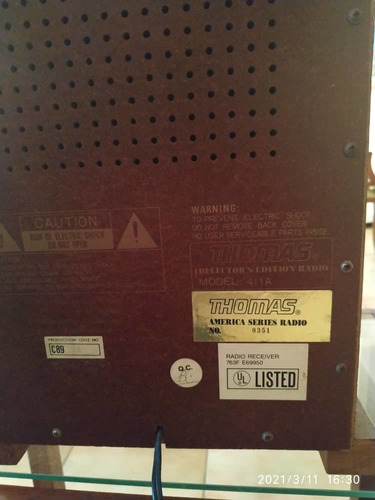 WARNING:
TO PREVENT ELECTRIC SHOCK
DO NOT REMOVE BACK COVER
NO USER SERVICEABLE PARTS INSIDE
CAUTION
RISK OF ELECTRIC SHOCK
DO NOT OPEN
THOMAS
COLLECTOR'S EDITION RADIO
MODEL: 411A
THOMAS
AMERICA SERIES RADIO
NO. 0351
PRODUCTION CODE NO.
C89
Q.C.
RADIO RECEIVER
763F E69950
UL LISTED
2021/3/11 16:30